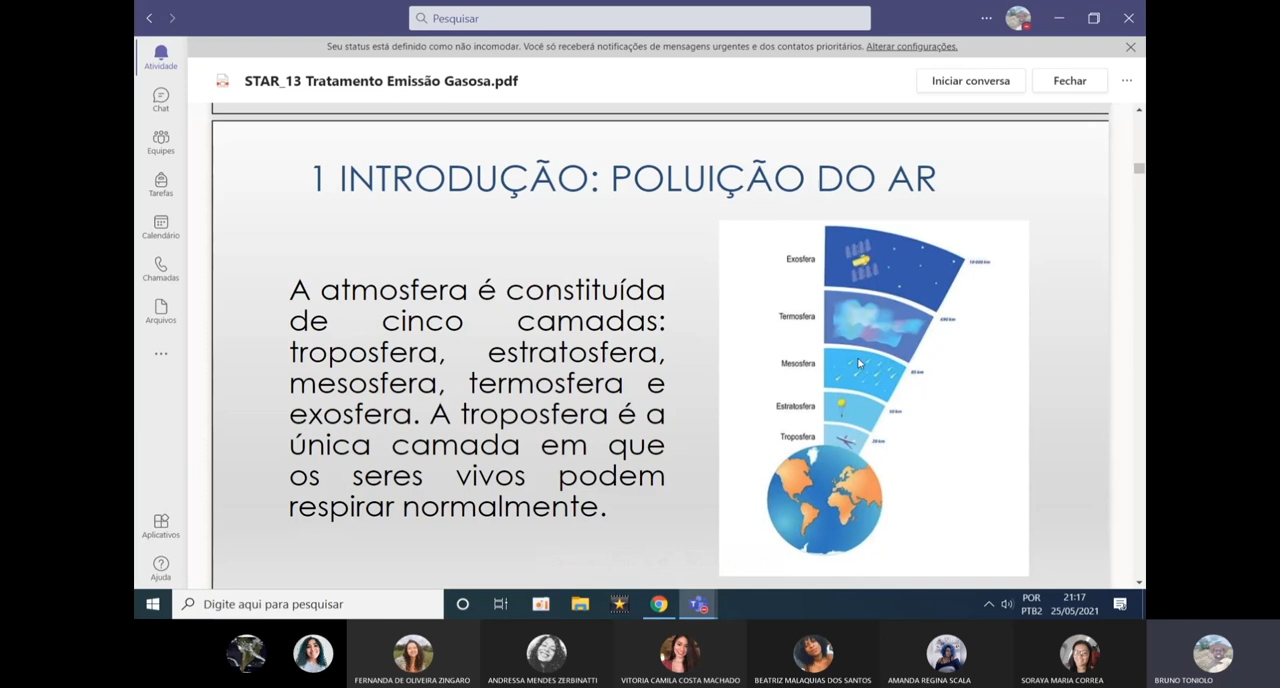 Pesquisar
Seu status está definido como não incomodar. Você só receberá notificações de mensagens urgentes e dos contatos prioritários. Alterar configurações.
Atividade
Chat
Equipes
Tarefas
Calendário
Chamadas
Arquivos
Aplicativos
Ajuda
STAR_13 Tratamento Emissão Gasosa.pdf
Iniciar conversa
Fechar
1 INTRODUÇÃO: POLUIÇÃO DO AR
A atmosfera é constituída
de cinco camadas:
troposfera, estratosfera,
mesosfera, termosfera e
exosfera. A troposfera é a
única camada em que
os seres vivos podem
respirar normalmente.
Exosfera
Termosfera
Mesosfera
Estratosfera
Troposfera
Digite aqui para pesquisar
POR
PTB2
21:17
25/05/2021
FERNANDA DE OLIVEIRA ZINGARO
ANDRESSA MENDES ZERBINATTI
VITORIA CAMILA COSTA MACHADO
BEATRIZ MALAQUIAS DOS SANTOS
AMANDA REGINA SCALA
SORAYA MARIA CORREA
BRUNO TONIOLO